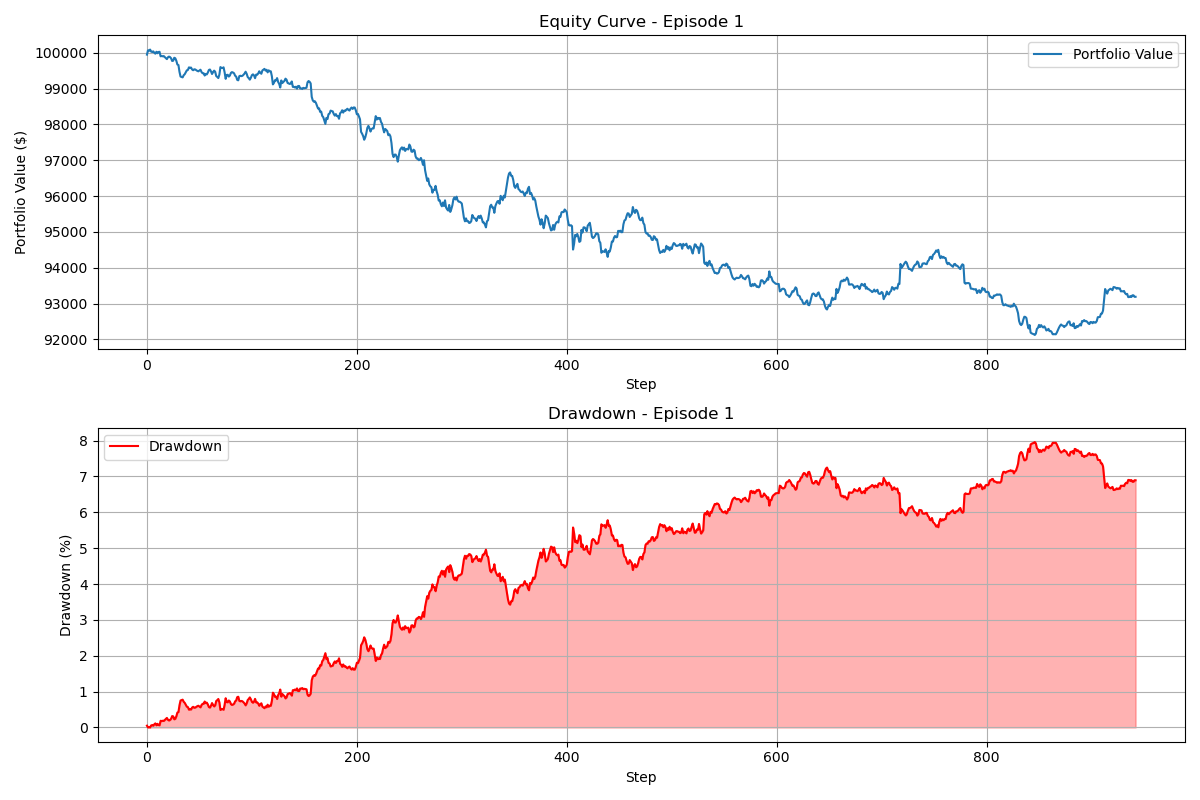 Equity Curve - Episode 1
Portfolio Value ($)
100000
99000
98000
97000
96000
95000
94000
93000
92000
Portfolio Value
0 200 400 600 800
Step
Drawdown - Episode 1
Drawdown (%)
8
7
6
5
4
3
2
1
0
Drawdown
0 200 400 600 800
Step